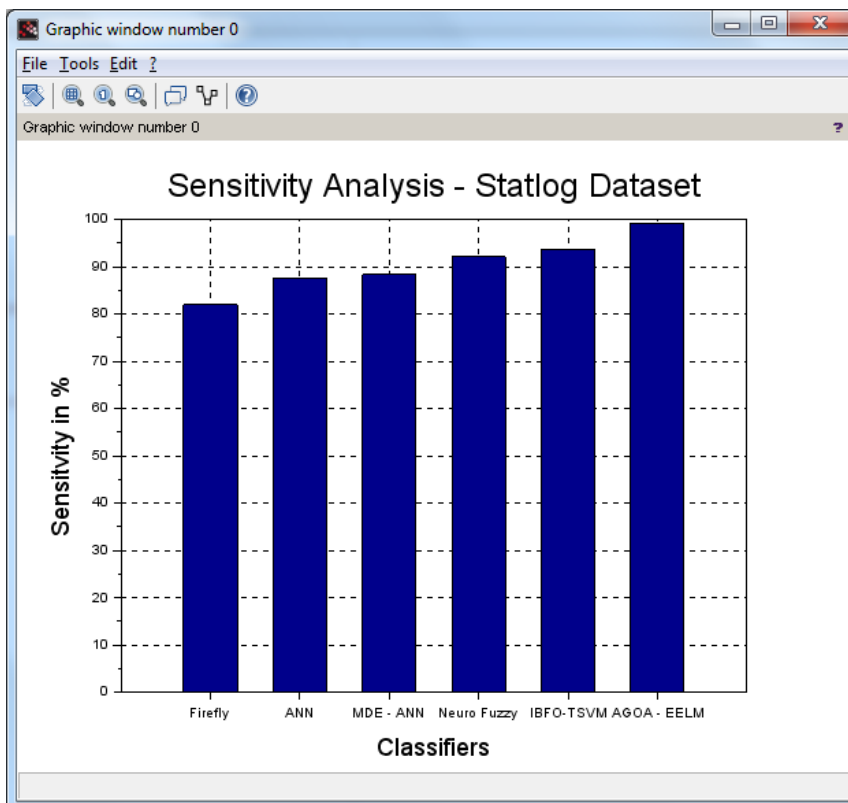 Graphic window number 0
File Tools Edit ?
Graphic window number 0 ?
Sensitivity Analysis - Statlog Dataset
100
90
80
70
60
50
40
30
20
10
0
Sensitvity in %
Firefly ANN MDE - ANN Neuro Fuzzy IBFO-TSVM AGOA - EELM
Classifiers